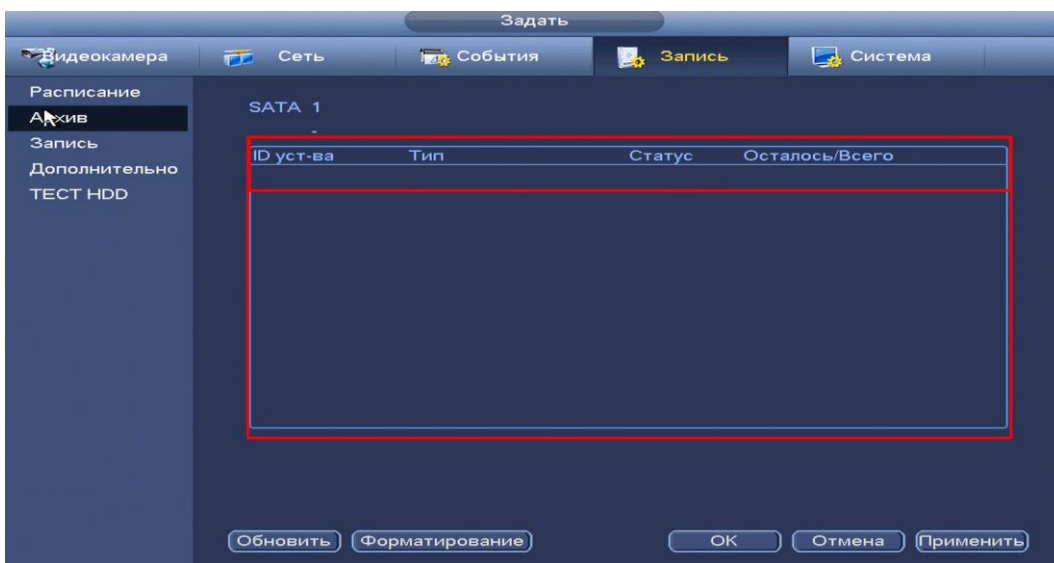 Задать
Видеокамера Сеть События Запись Система
Расписание
Архив
Запись
Дополнительно
ТЕСТ HDD
SATA 1
-
ID уст-ва Тип Статус Осталось/Всего
Обновить Форматирование OK Отмена Применить